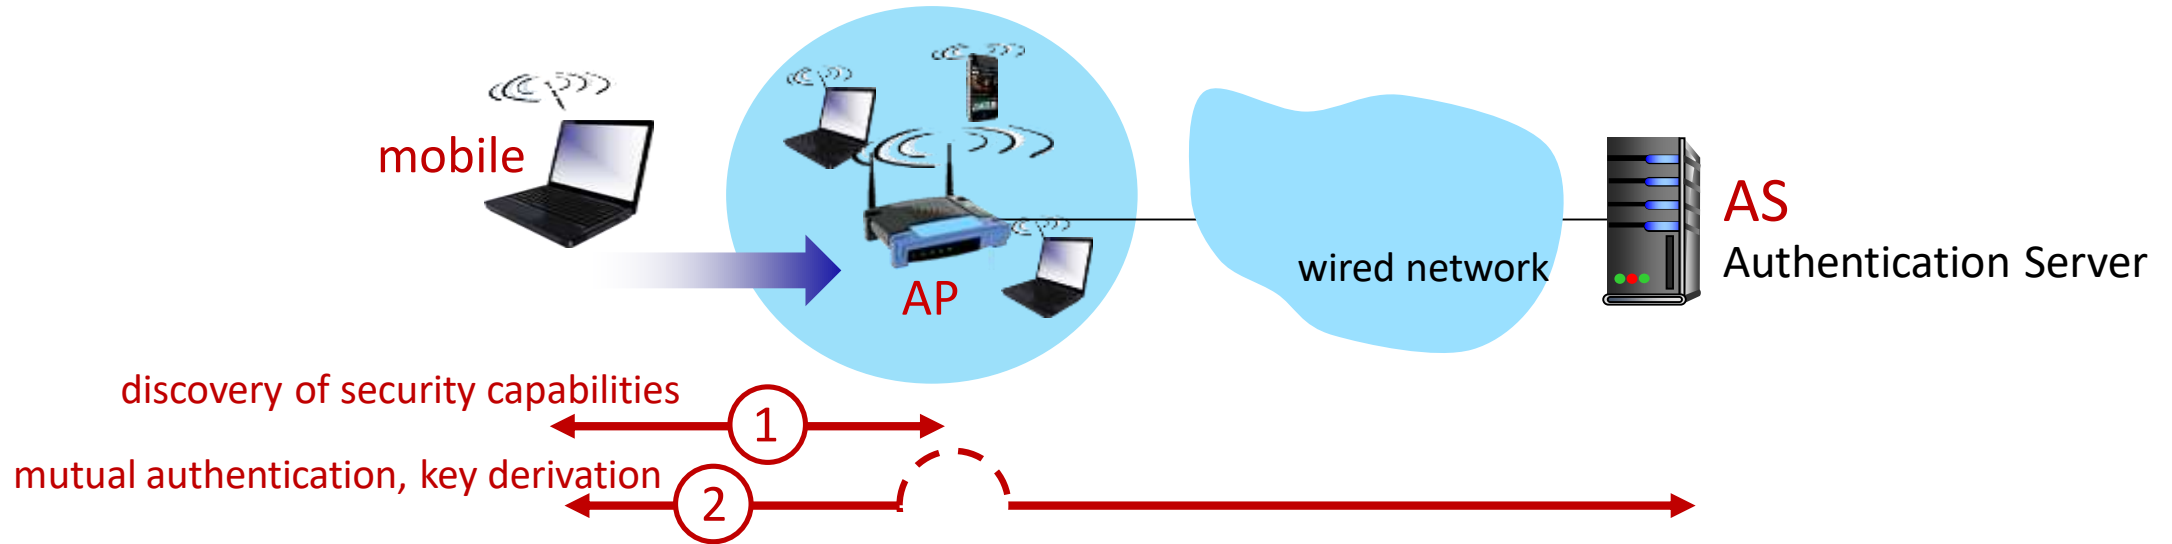 mobile
AP
wired network
AS
Authentication Server
discovery of security capabilities
1
mutual authentication, key derivation
2